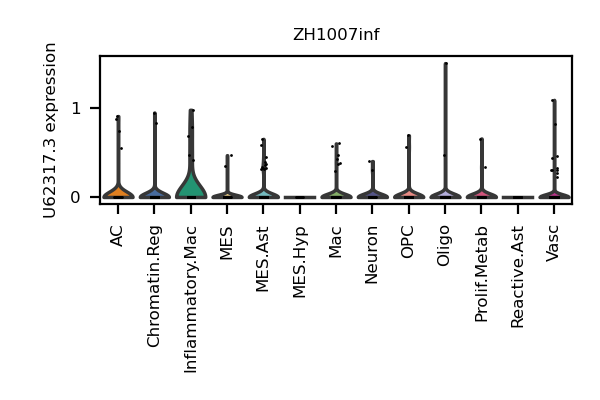 ZH1007inf
U62317.3 expression
1
0
AC
Chromatin.Reg
Inflammatory.Mac
MES
MES.Ast
MES.Hyp
Mac
Neuron
OPC
Oligo
Prolif.Metab
Reactive.Ast
Vasc